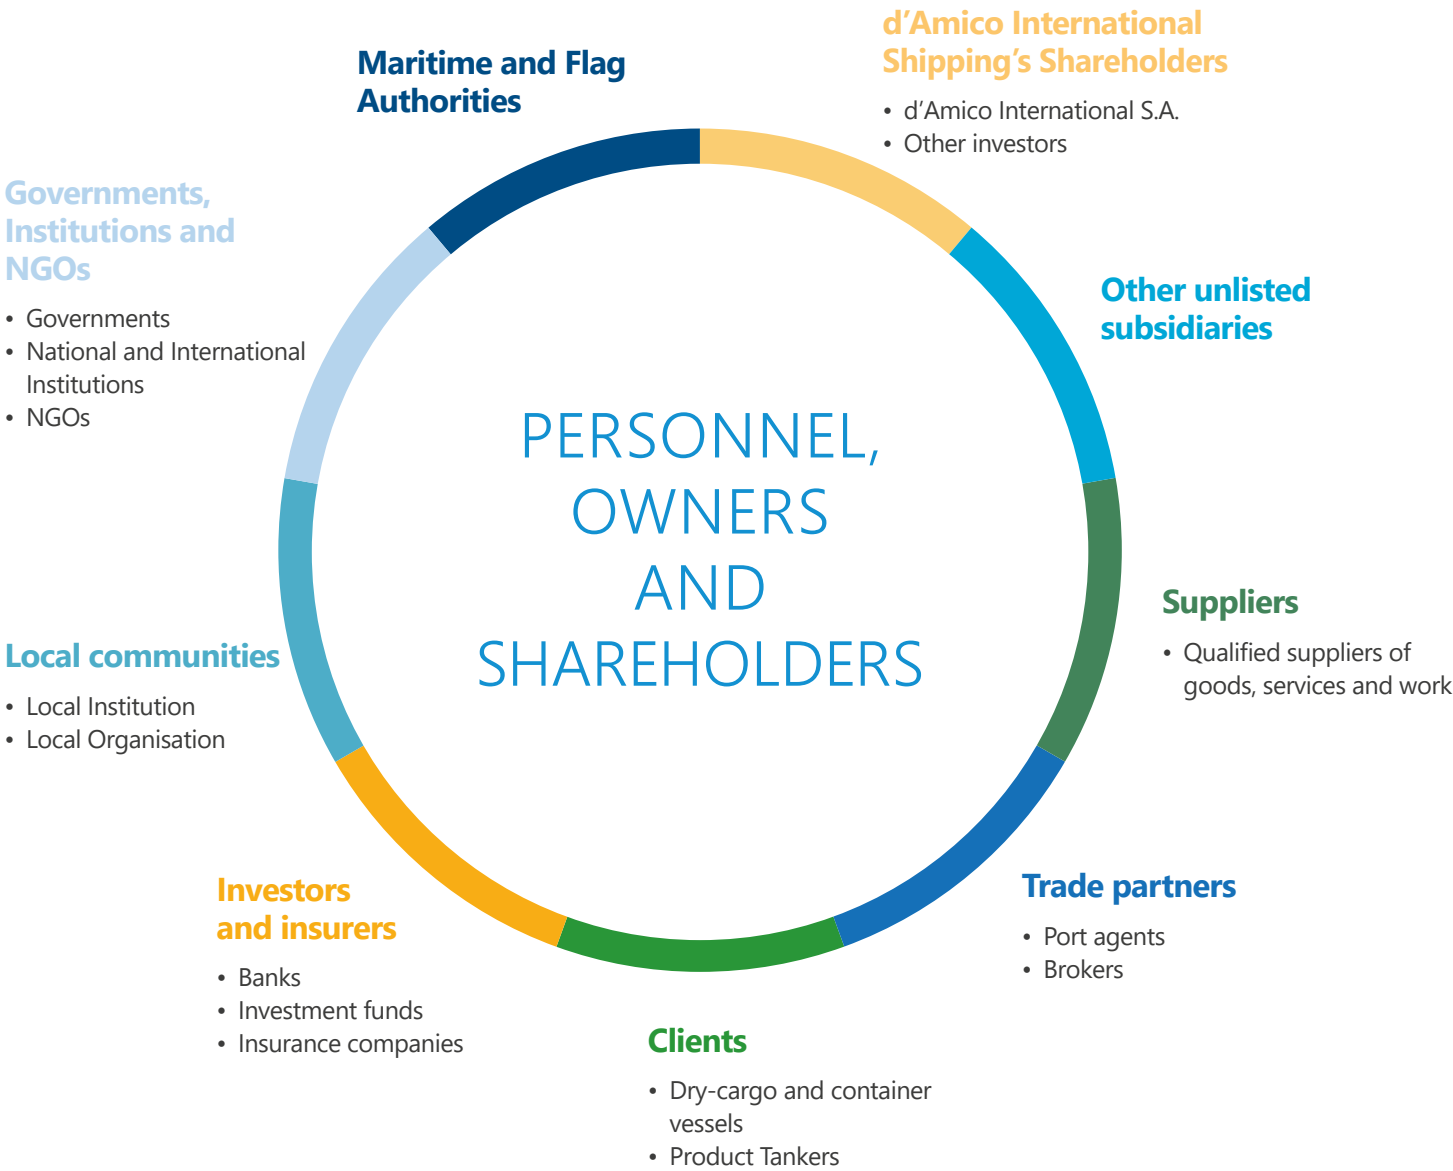 d’Amico International
Shipping’s Shareholders
• d’Amico International S.A.
• Other investors
Maritime and Flag
Authorities
Governments,
Institutions and
NGOs
• Governments
• National and International
Institutions
• NGOs
Other unlisted
subsidiaries
PERSONNEL,
OWNERS
AND
SHAREHOLDERS
Suppliers
• Qualified suppliers of
goods, services and work
Local communities
• Local Institution
• Local Organisation
Trade partners
• Port agents
• Brokers
Investors
and insurers
• Banks
• Investment funds
• Insurance companies
Clients
• Dry-cargo and container
vessels
• Product Tankers